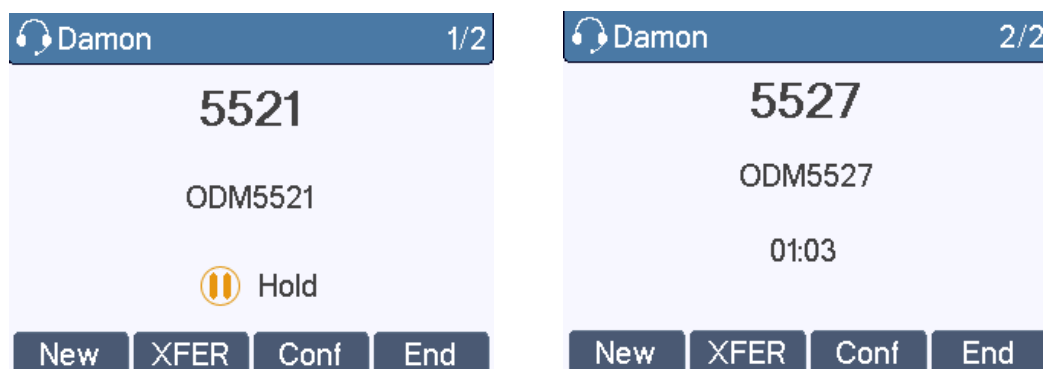 Damon 1/2
5521
ODM5521
Hold
New XFER Conf End
Damon 2/2
5527
ODM5527
01:03
New XFER Conf End